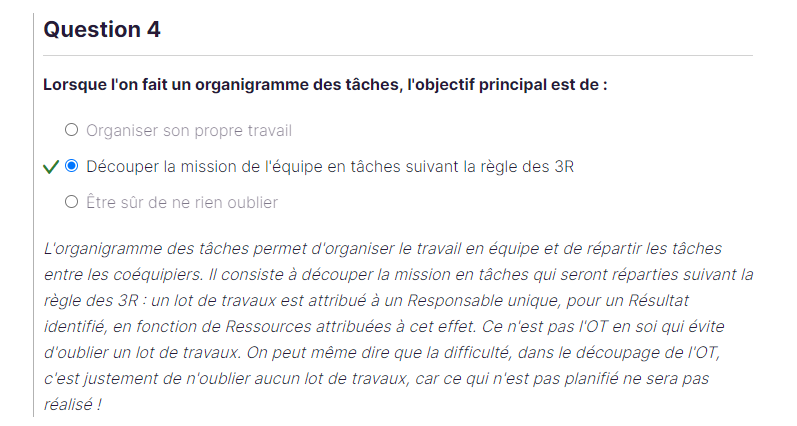 Question 4
Lorsque l'on fait un organigramme des tâches, l'objectif principal est de :
Organiser son propre travail
Découper la mission de l'équipe en tâches suivant la règle des 3R
Être sûr de ne rien oublier
L'organigramme des tâches permet d'organiser le travail en équipe et de répartir les tâches
entre les coéquipiers. Il consiste à découper la mission en tâches qui seront réparties suivant la
règle des 3R : un lot de travaux est attribué à un Responsable unique, pour un Résultat
identifié, en fonction de Ressources attribuées à cet effet. Ce n'est pas l'OT en soi qui évite
d'oublier un lot de travaux. On peut même dire que la difficulté, dans le découpage de l'OT,
c'est justement de n'oublier aucun lot de travaux, car ce qui n'est pas planifié ne sera pas
réalisé !